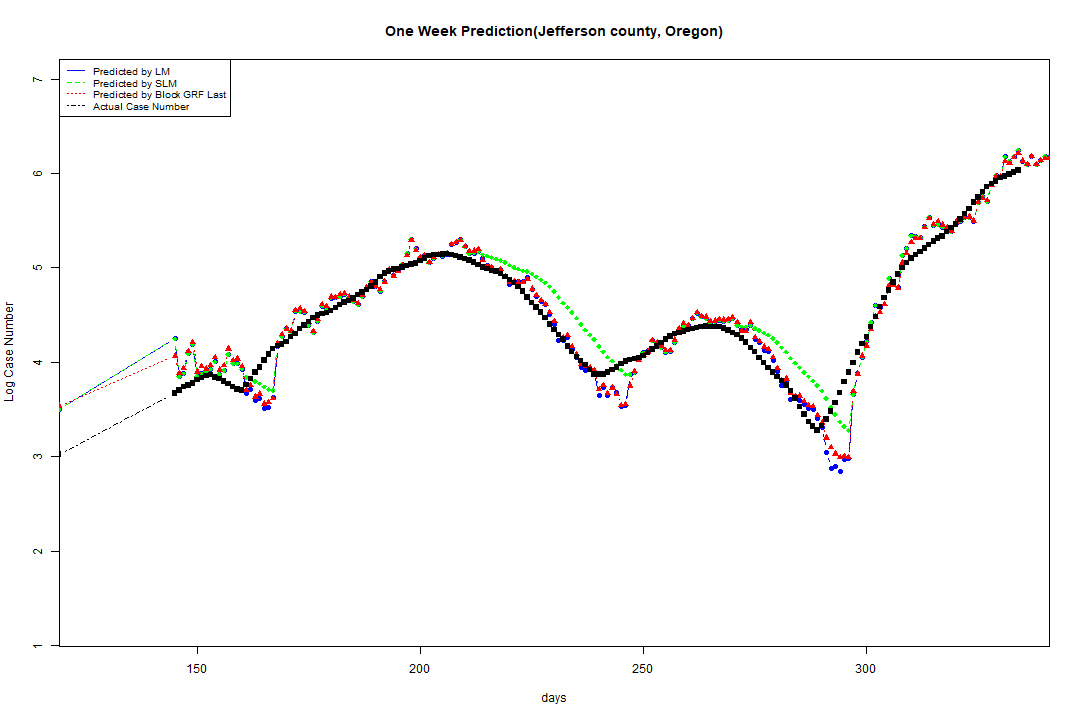 One Week Prediction(Jefferson county, Oregon)
Predicted by LM
Predicted by SLM
Predicted by Block GRF Last
Actual Case Number
7
6
5
4
3
2
1
Log Case Number
150
200
250
300
days